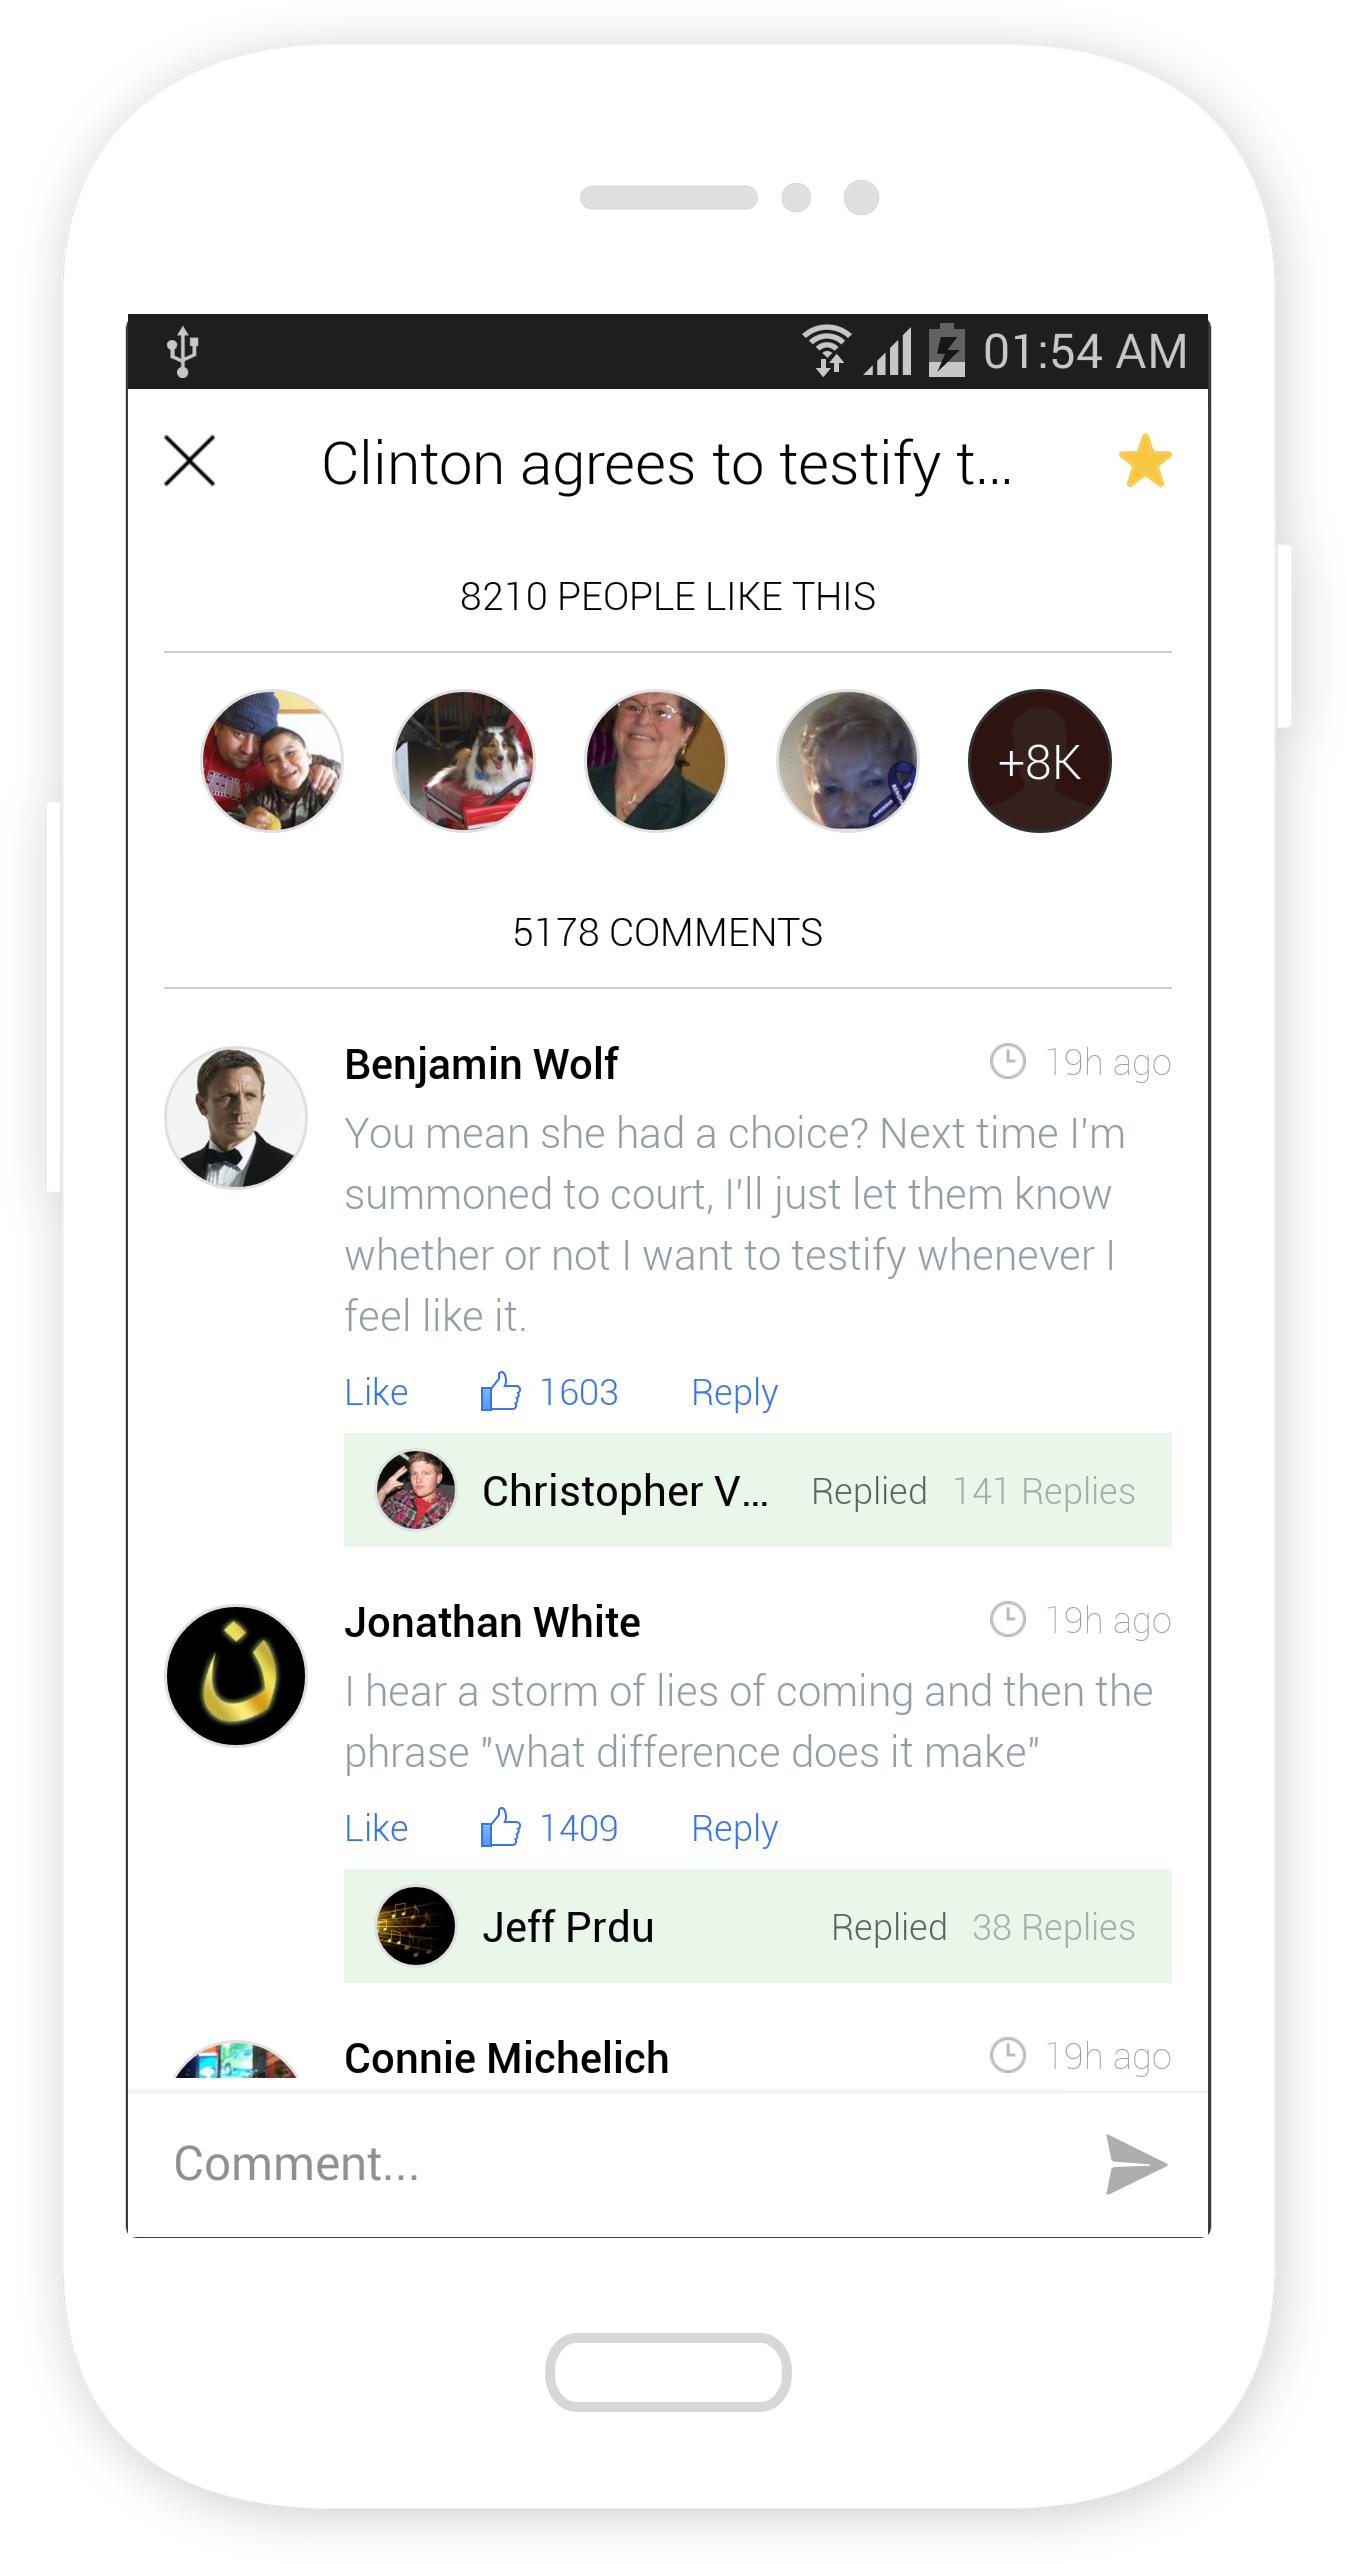 01:54 AM
Clinton agrees to testify t...
8210 PEOPLE LIKE THIS
+8K
5178 COMMENTS
Benjamin Wolf 19h ago
You mean she had a choice? Next time I'm
summoned to court, I'll just let them know
whether or not I want to testify whenever I
feel like it.
Like 1603 Reply
Christopher V... Replied 141 Replies
Jonathan White 19h ago
ن
I hear a storm of lies of coming and then the
phrase "what difference does it make"
Like 1409 Reply
Jeff Prdu Replied 38 Replies
Connie Michelich 19h ago
Comment...